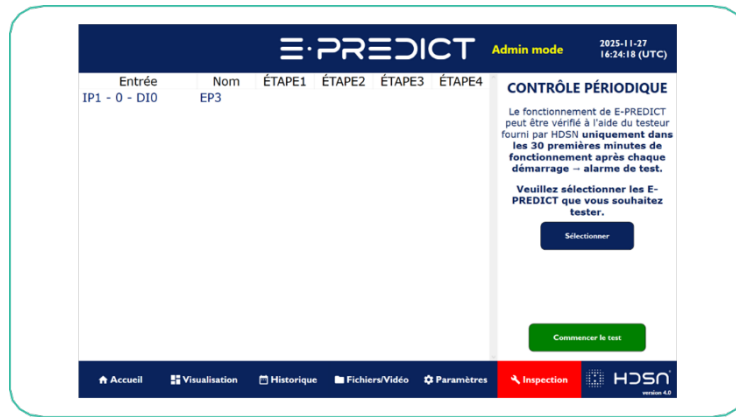 E·PREDICT
Admin mode
2025-11-27
16:24:18 (UTC)
Entrée Nom ÉTAPE1 ÉTAPE2 ÉTAPE3 ÉTAPE4
IP1 - 0 - DI0 EP3
CONTRÔLE PÉRIODIQUE
Le fonctionnement de E-PREDICT
peut être vérifié à l'aide du testeur
fourni par HDSN uniquement dans
les 30 premières minutes de
fonctionnement après chaque
démarrage → alarme de test.
Veuillez sélectionner les E-
PREDICT que vous souhaitez
tester.
Sélectionner
Commencer le test
Accueil Visualisation Historique Fichiers/Vidéo Paramètres Inspection HDSN
version 4.0